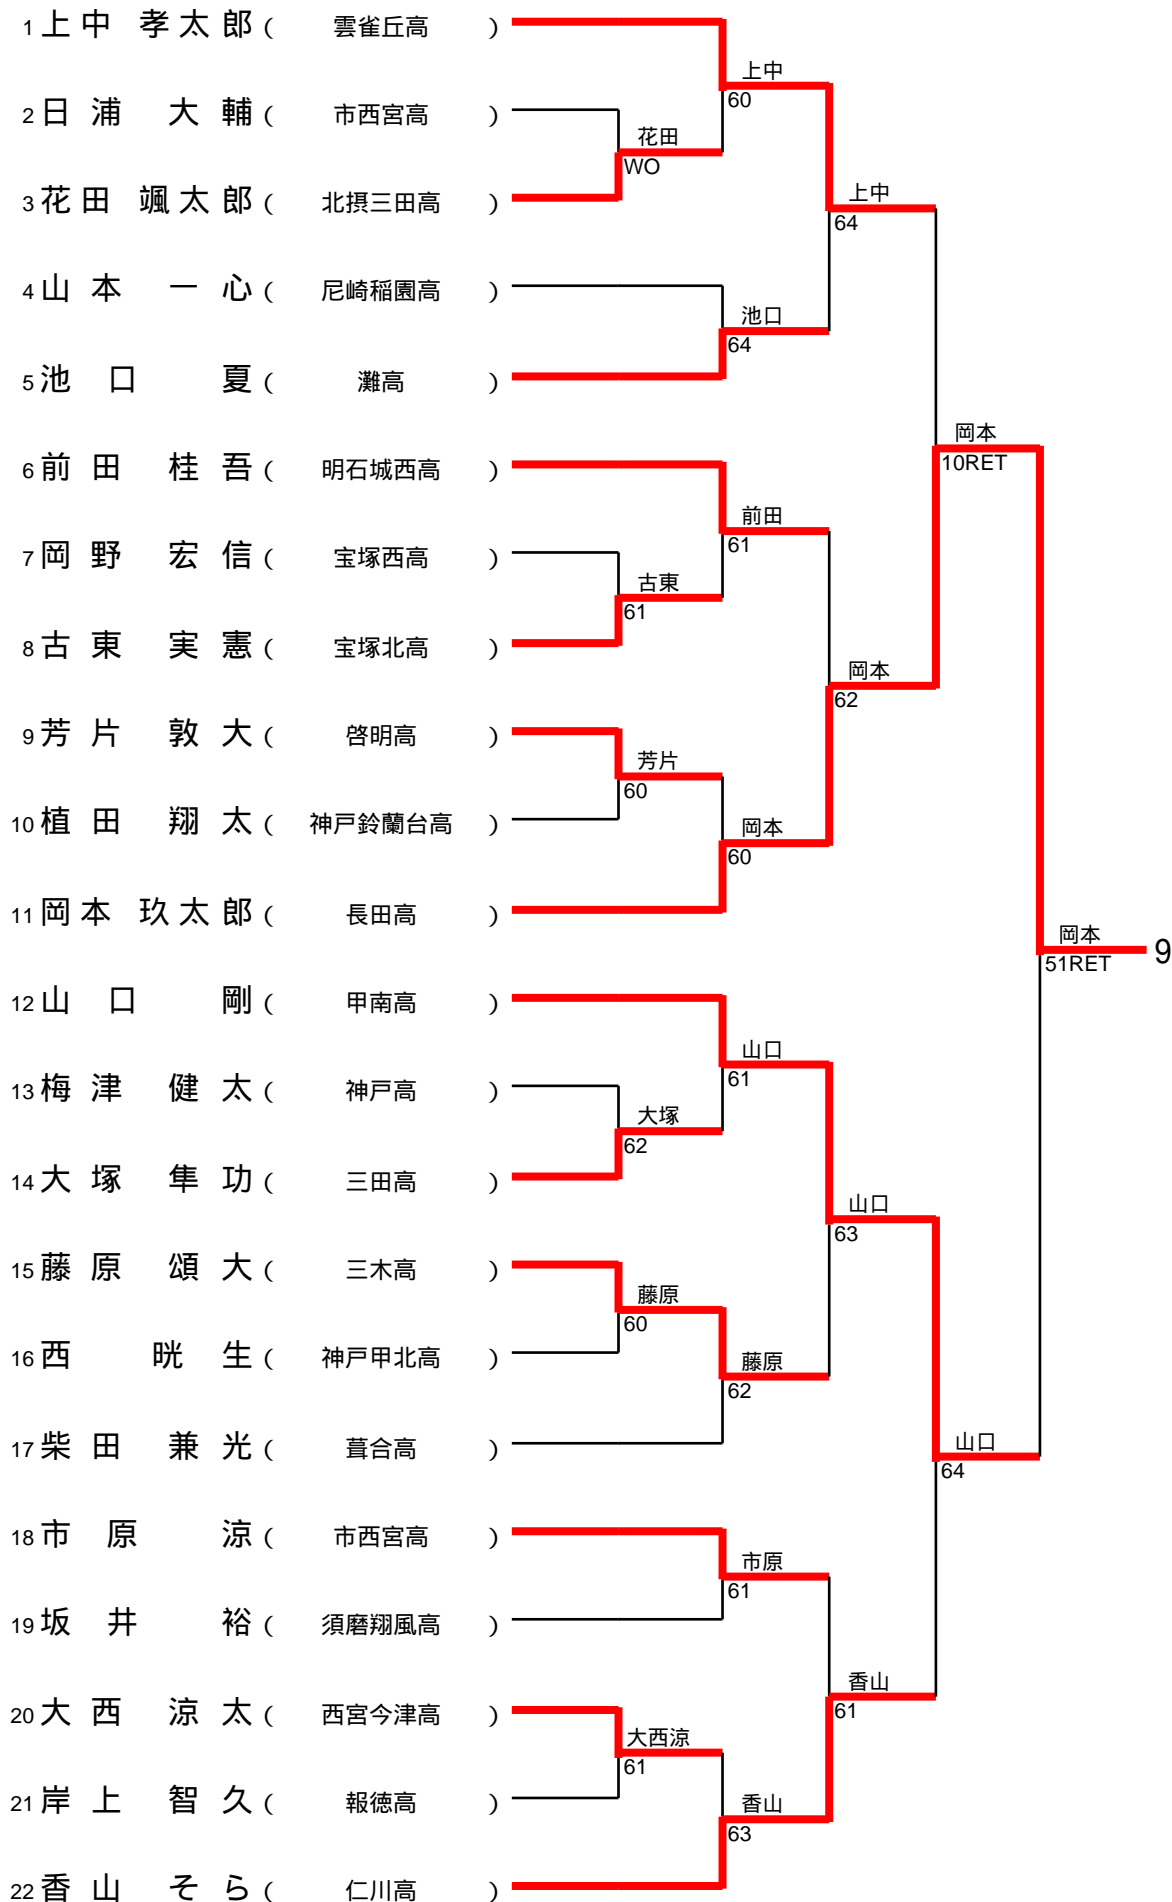 1 上中 孝太郎 ( 雲雀丘高 )
上中
60
2 日浦 大輔 ( 市西宮高 )
花田
WO
3 花田 颯太郎 ( 北摂三田高 )
上中
64
4 山本 一心 ( 尼崎稲園高 )
池口
64
5 池口 夏 ( 灘高 )
岡本
10RET
6 前田 桂吾 ( 明石城西高 )
前田
61
7 岡野 宏信 ( 宝塚西高 )
古東
61
8 古東 実憲 ( 宝塚北高 )
岡本
62
9 芳片 敦大 ( 啓明高 )
芳片
60
10 植田 翔太 ( 神戸鈴蘭台高 )
岡本
60
11 岡本 玖太郎 ( 長田高 )
岡本
51RET
9
12 山口 剛 ( 甲南高 )
山口
61
13 梅津 健太 ( 神戸高 )
大塚
62
14 大塚 隼功 ( 三田高 )
山口
63
15 藤原 頌大 ( 三木高 )
藤原
60
16 西 晄生 ( 神戸甲北高 )
藤原
62
17 柴田 兼光 ( 葺合高 )
山口
64
18 市原 涼 ( 市西宮高 )
市原
61
19 坂井 裕 ( 須磨翔風高 )
香山
61
20 大西 涼太 ( 西宮今津高 )
大西涼
61
21 岸上 智久 ( 報徳高 )
香山
63
22 香山 そら ( 仁川高 )